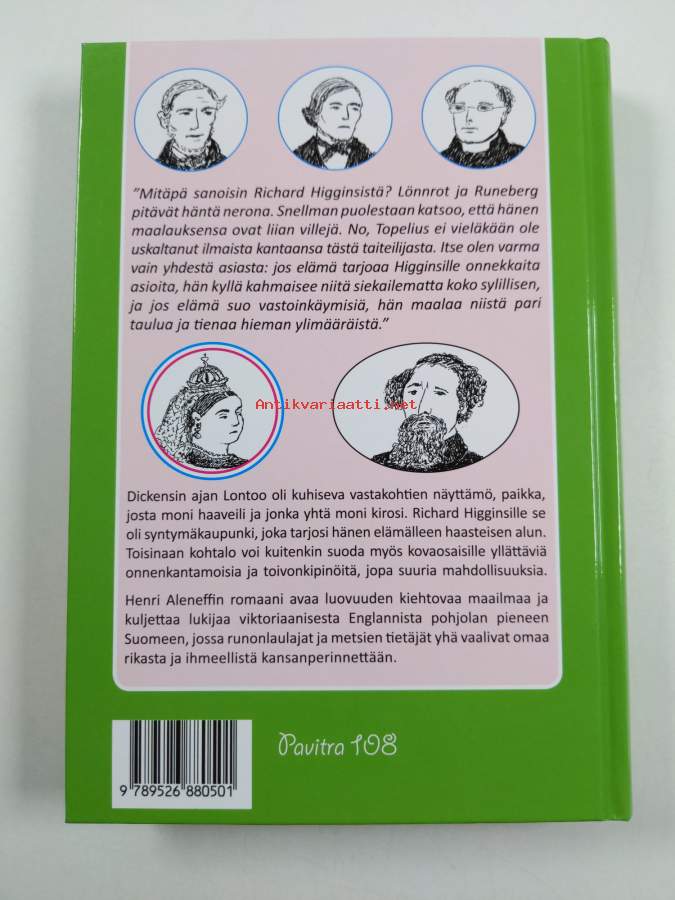 ”Mitäpä sanoisin Richard Higginsistä? Lönnrot ja Runeberg
pitävät häntä nerona. Snellman puolestaan katsoo, että hänen
maalauksensa ovat liian villejä. No, Topelius ei vieläkään ole
uskaltanut ilmaista kantaansa tästä taiteilijasta. Itse olen varma
vain yhdestä asiasta: jos elämä tarjoaa Higginsille onnekkaita
asioita, hän kyllä kahmaisee niitä siekailematta koko sylillisen,
ja jos elämä suo vastoinkäymisiä, hän maalaa niistä pari
taulua ja tienaa hieman ylimääräistä.”
Antikvariaatti.net
Dickensin ajan Lontoo oli kuhiseva vastakohtien näyttämö, paikka,
josta moni haaveili ja jonka yhtä moni kirosi. Richard Higginsille se
oli syntymäkaupunki, joka tarjosi hänen elämälleen haasteisen alun.
Toisinaan kohtalo voi kuitenkin suoda myös kovaosaisille yllättäviä
onnenkantamoisia ja toivonkipinöitä, jopa suuria mahdollisuuksia.
Henri Aleneffin romaani avaa luovuuden kiehtovaa maailmaa ja
kuljettaa lukijaa viktoriaanisesta Englannista pohjolan pieneen
Suomeen, jossa runonlaulajat ja metsien tietäjät yhä vaalivat omaa
rikasta ja ihmeellistä kansanperinnettään.
Pavitra 108
9 789526 880501